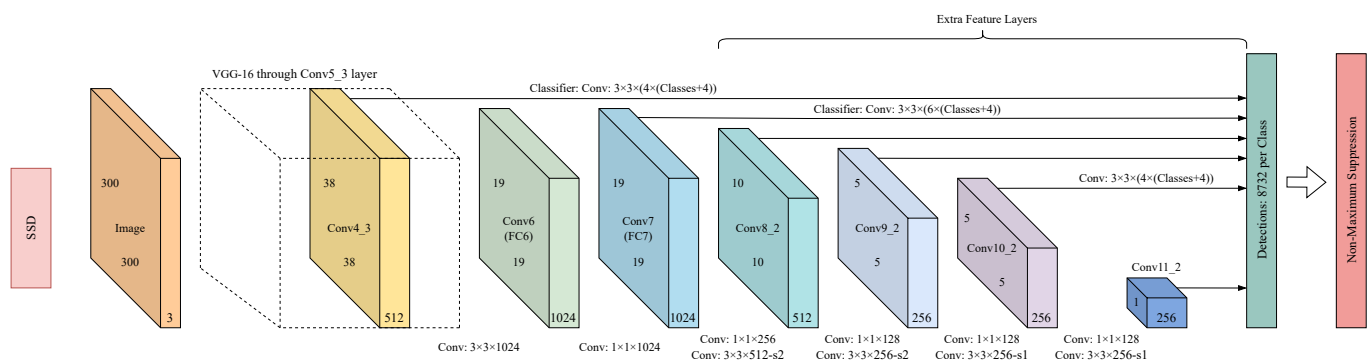 Extra Feature Layers
VGG-16 through Conv5_3 layer
Classifier: Conv: 3×3×(4×(Classes+4))
Classifier: Conv: 3×3×(6×(Classes+4))
Conv: 3×3×(4×(Classes+4))
SSD
300
Image
300
3
38
Conv4_3
38
512
19
Conv6
(FC6)
19
1024
19
Conv7
(FC7)
19
1024
10
Conv8_2
10
512
5
Conv9_2
5
256
5
Conv10_2
5
256
Conv11_2
1
256
Detections: 8732 per Class
Non-Maximum Suppression
Conv: 3×3×1024
Conv: 1×1×1024
Conv: 1×1×256
Conv: 3×3×512-s2
Conv: 1×1×128
Conv: 3×3×256-s2
Conv: 1×1×128
Conv: 3×3×256-s1
Conv: 1×1×128
Conv: 3×3×256-s1